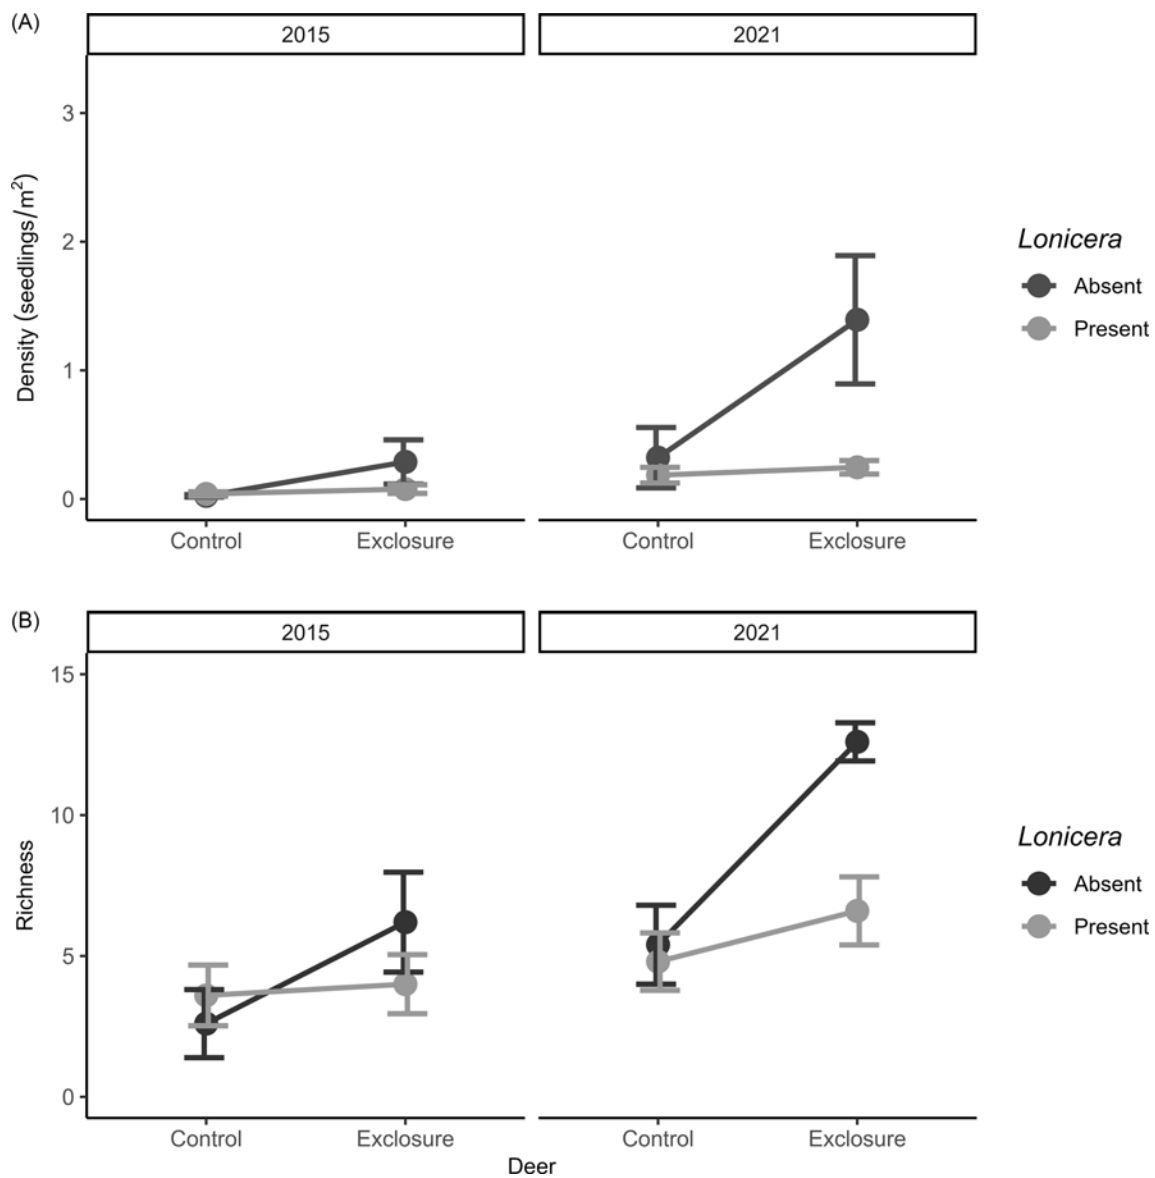 (A)
2015
2021
3
2
1
0
Density (seedlings/m²)
Control
Exclosure
Control
Exclosure
Lonicera
Absent
Present
(B)
2015
2021
15
10
5
0
Richness
Control
Exclosure
Control
Exclosure
Deer
Lonicera
Absent
Present